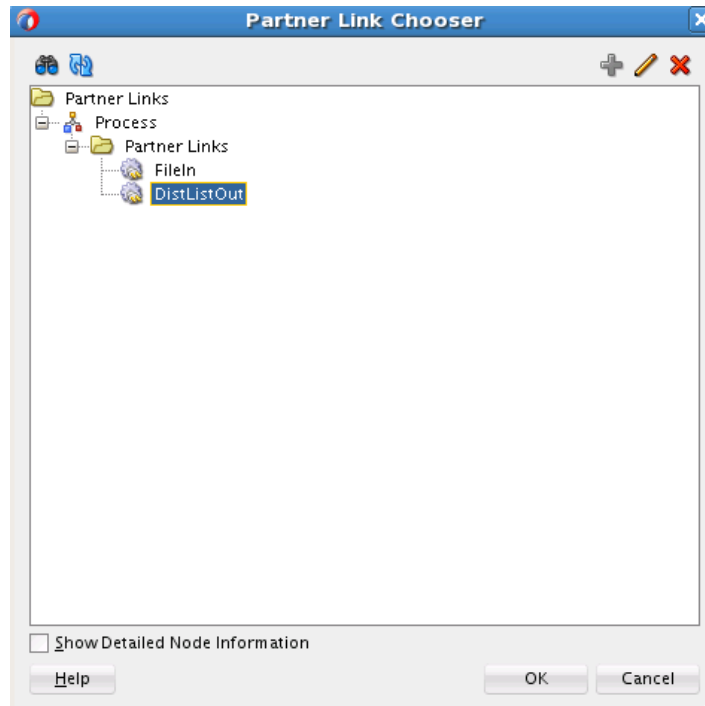 Partner Link Chooser
Partner Links
Process
Partner Links
FileIn
DistListOut
Show Detailed Node Information
Help
OK
Cancel